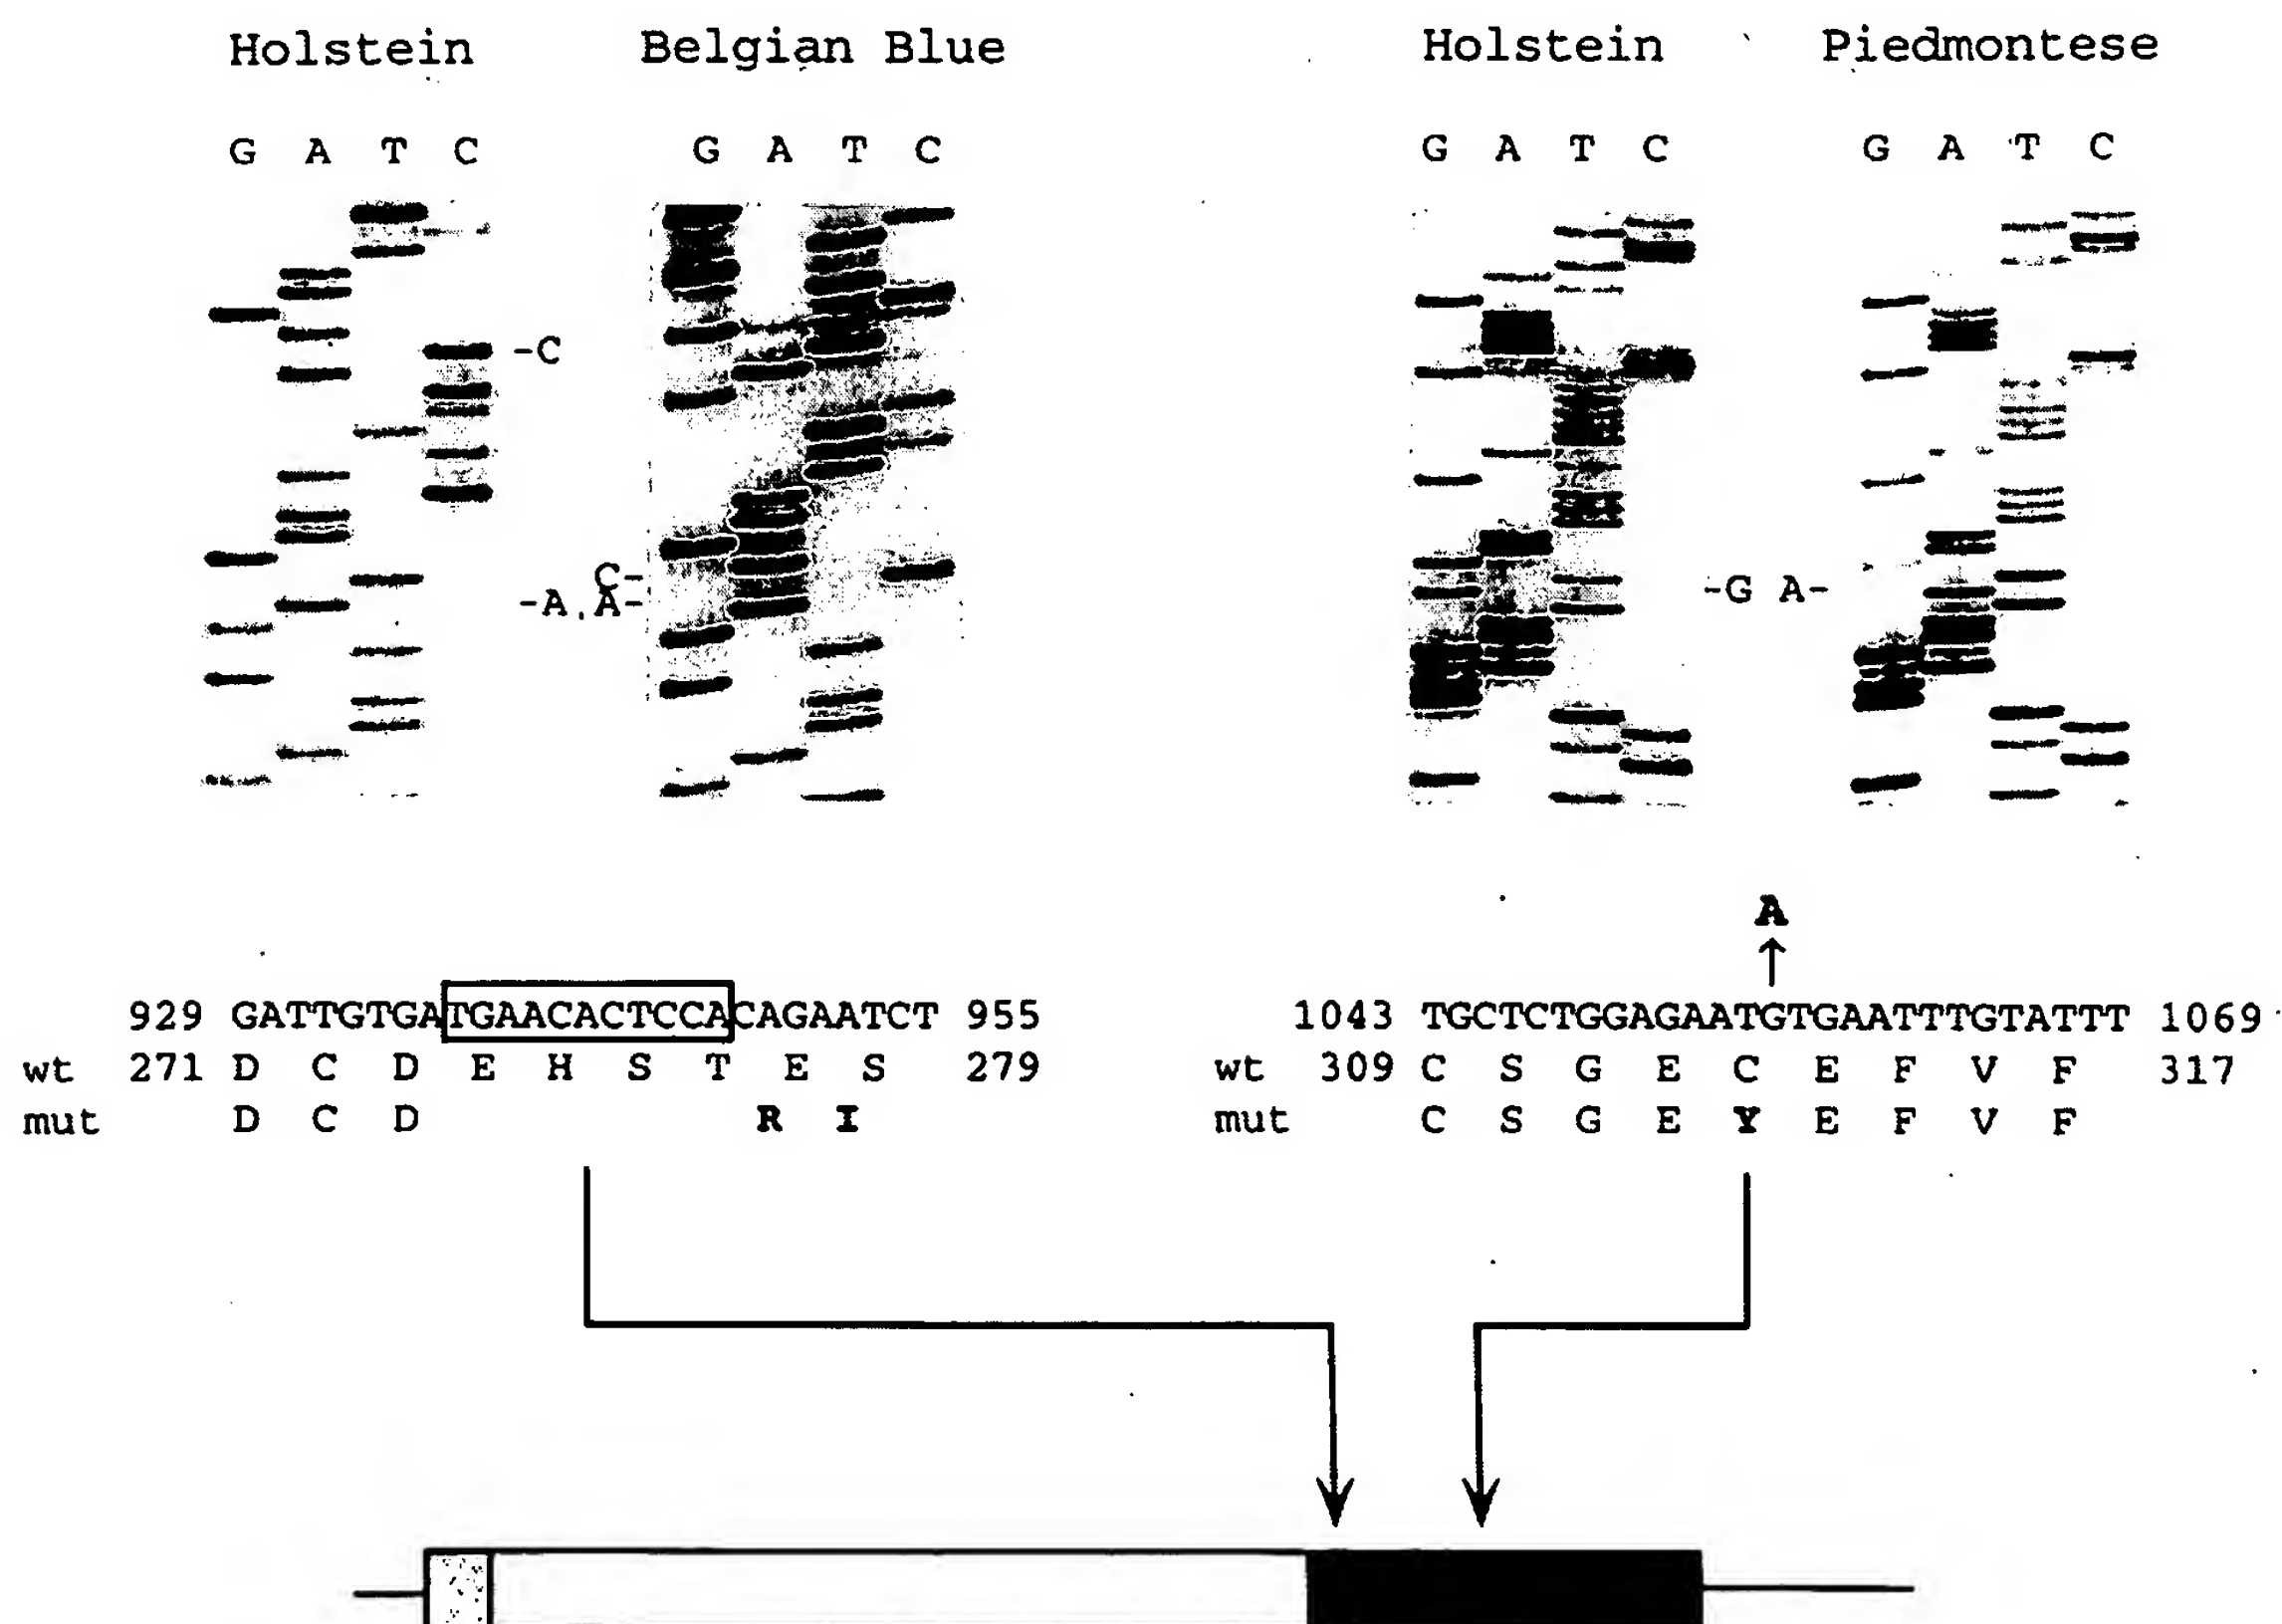 Holstein Belgian Blue Holstein Piedmontese
G A T C G A T C G A T C G A T C
-C
C-
-A A-
-G A-
A
929 GATTGTGATGAACACTCCACAGAATCT 955
wt 271 D C D E H S T E S 279
mut D C D R I
1043 TGCTCTGGAGAATGTGAATTTGTATTT 1069
wt 309 C S G E C E F V F 317
mut C S G E Y E F V F